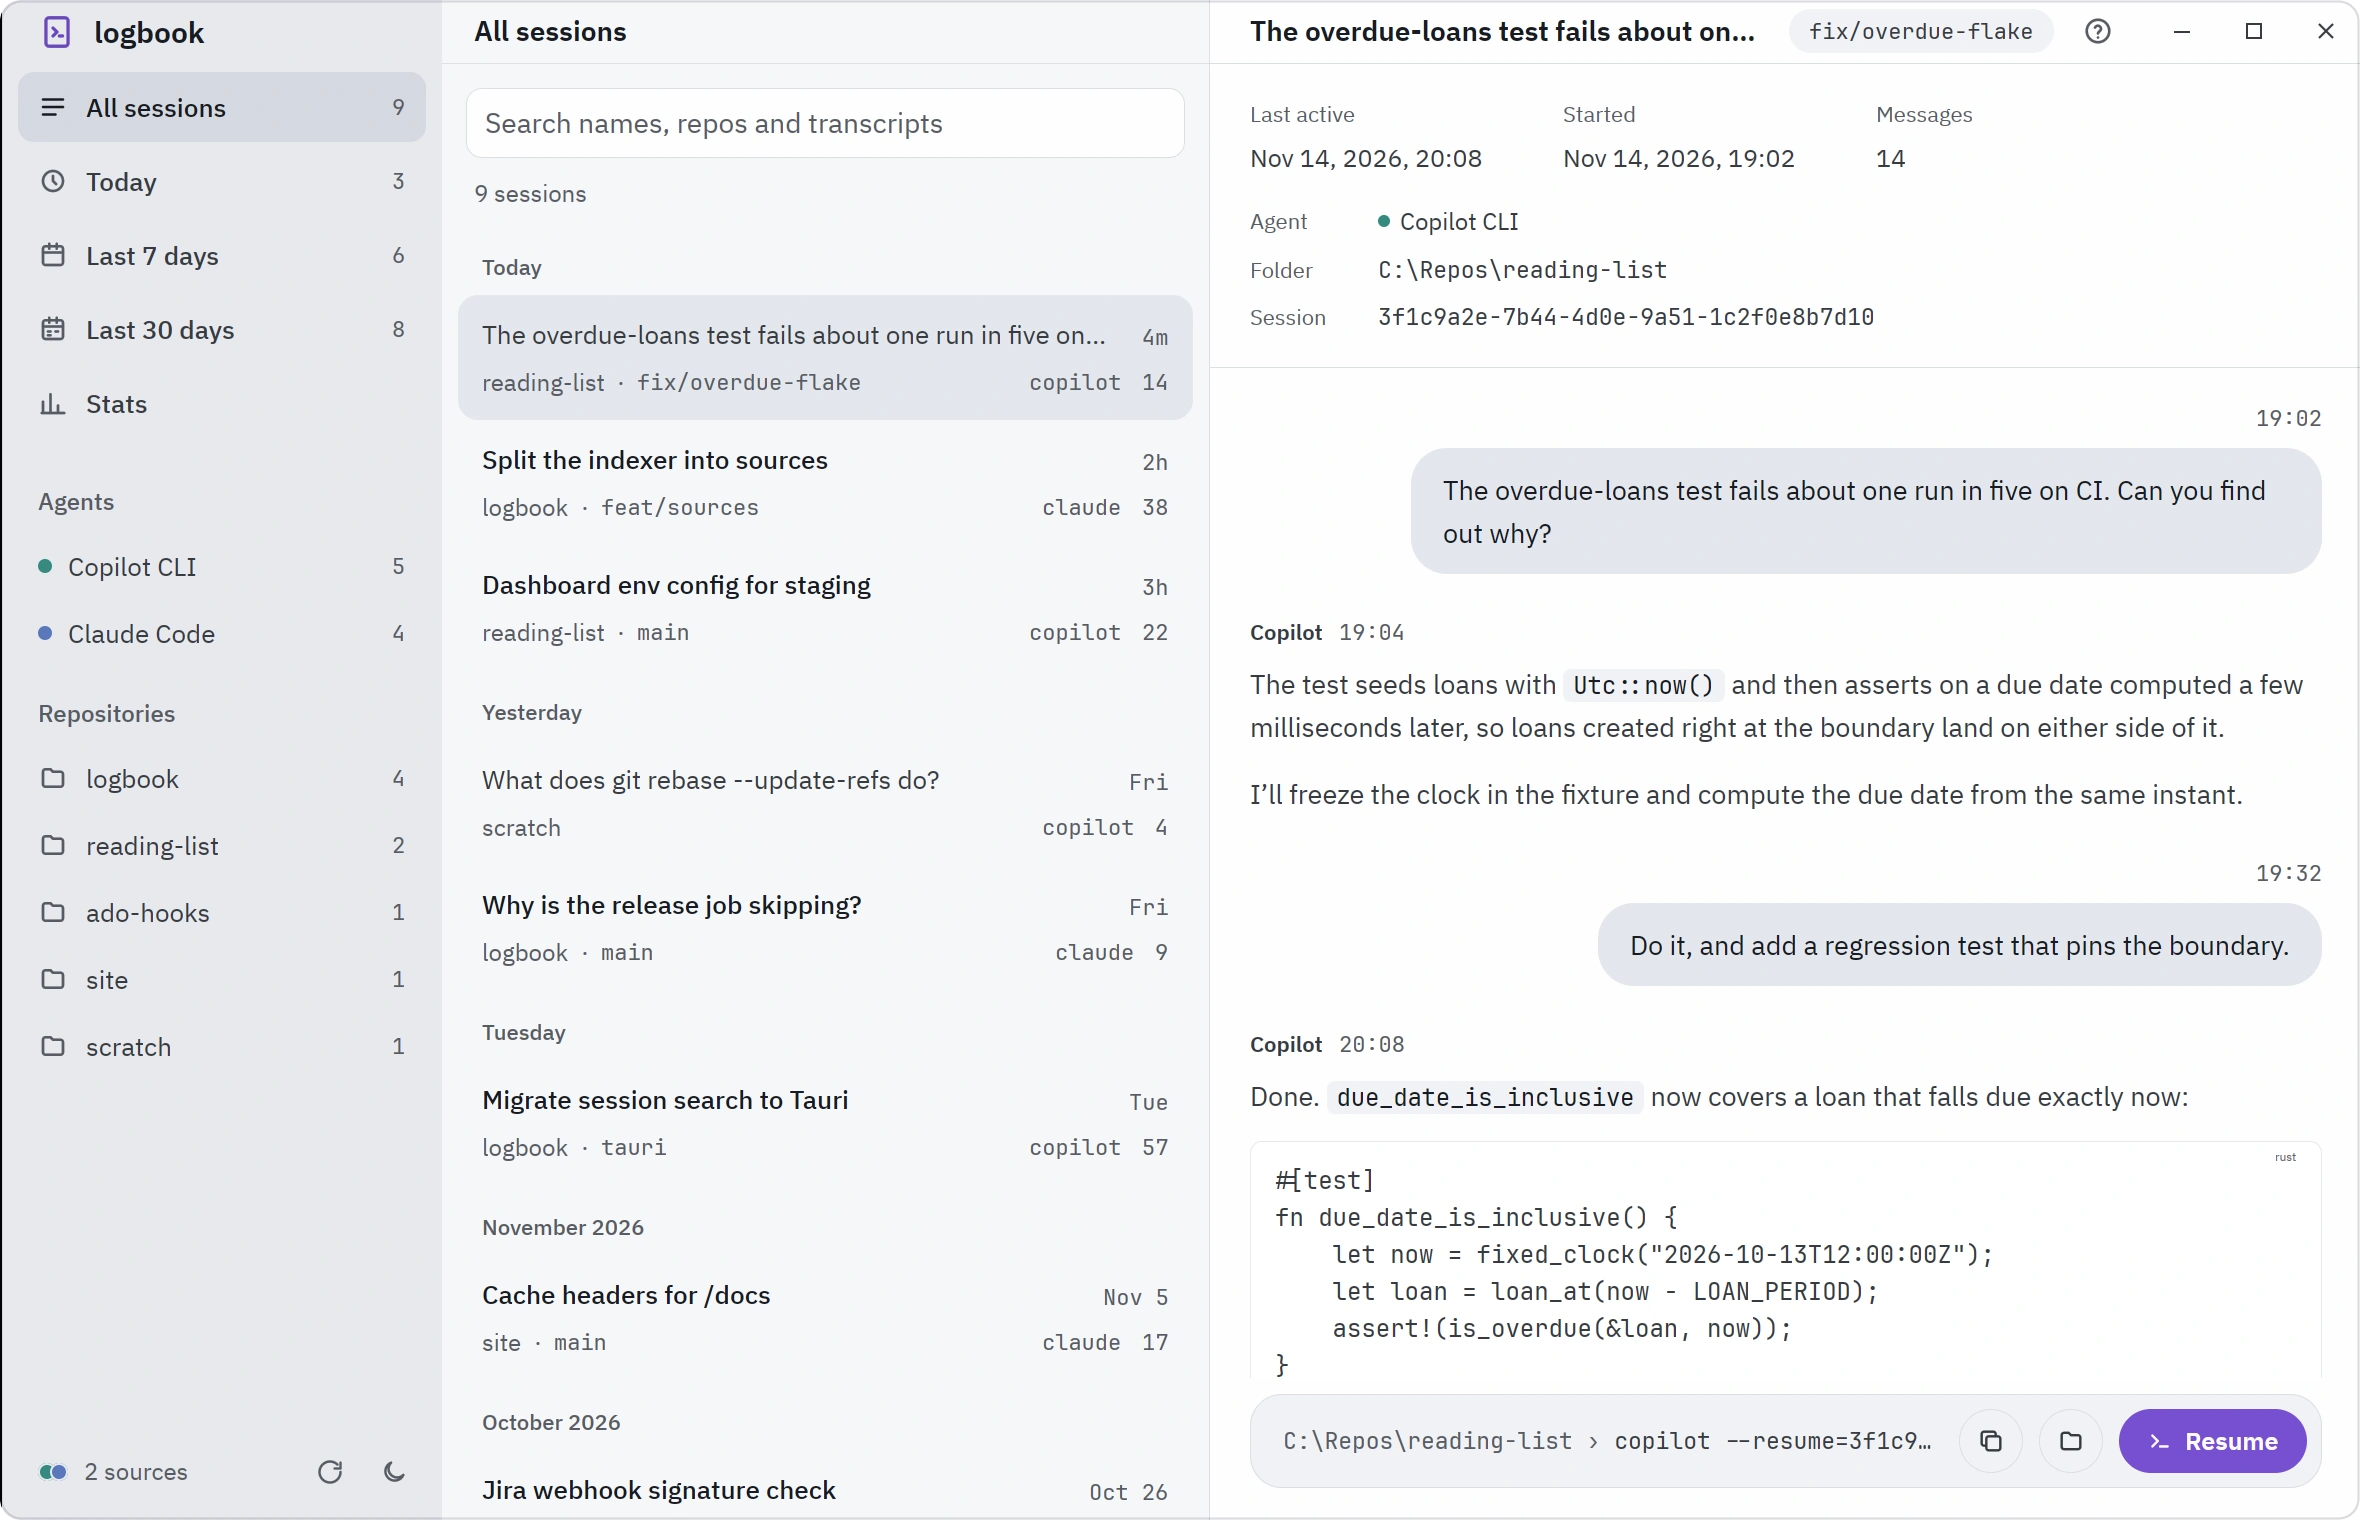 logbook
All sessions 9
Today 3
Last 7 days 6
Last 30 days 8
Stats
Agents
Copilot CLI 5
Claude Code 4
Repositories
logbook 4
reading-list 2
ado-hooks 1
site 1
scratch 1
2 sources
All sessions
Search names, repos and transcripts
9 sessions
Today
The overdue-loans test fails about one run in five on... 4m
reading-list · fix/overdue-flake copilot 14
Split the indexer into sources 2h
logbook · feat/sources claude 38
Dashboard env config for staging 3h
reading-list · main copilot 22
Yesterday
What does git rebase --update-refs do? Fri
scratch copilot 4
Why is the release job skipping? Fri
logbook · main claude 9
Tuesday
Migrate session search to Tauri Tue
logbook · tauri copilot 57
November 2026
Cache headers for /docs Nov 5
site · main claude 17
October 2026
Jira webhook signature check Oct 26
The overdue-loans test fails about on... fix/overdue-flake
Last active Started Messages
Nov 14, 2026, 20:08 Nov 14, 2026, 19:02 14
Agent Copilot CLI
Folder C:\Repos\reading-list
Session 3f1c9a2e-7b44-4d0e-9a51-1c2f0e8b7d10
19:02
The overdue-loans test fails about one run in five on CI. Can you find
out why?
Copilot 19:04
The test seeds loans with Utc::now() and then asserts on a due date computed a few
milliseconds later, so loans created right at the boundary land on either side of it.
I’ll freeze the clock in the fixture and compute the due date from the same instant.
19:32
Do it, and add a regression test that pins the boundary.
Copilot 20:08
Done. due_date_is_inclusive now covers a loan that falls due exactly now:
rust
#[test]
fn due_date_is_inclusive() {
    let now = fixed_clock("2026-10-13T12:00:00Z");
    let loan = loan_at(now - LOAN_PERIOD);
    assert!(is_overdue(&loan, now));
}
C:\Repos\reading-list › copilot --resume=3f1c9… Resume